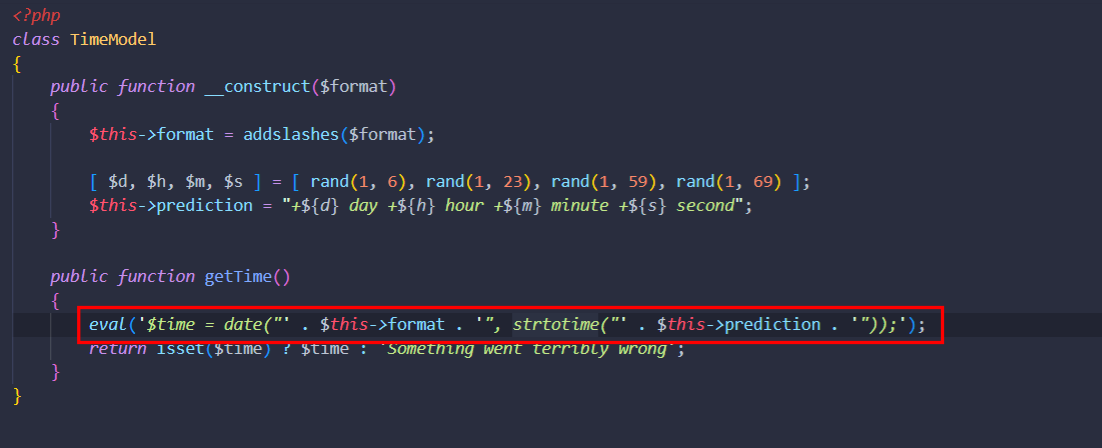 <?php
class TimeModel
{
    public function __construct($format)
    {
        $this->format = addslashes($format);

        [ $d, $h, $m, $s ] = [ rand(1, 6), rand(1, 23), rand(1, 59), rand(1, 69) ];
        $this->prediction = "+${d} day +${h} hour +${m} minute +${s} second";
    }

    public function getTime()
    {
        eval('$time = date("' . $this->format . '", strtotime("' . $this->prediction . '"));');
        return isset($time) ? $time : 'Something went terribly wrong';
    }
}